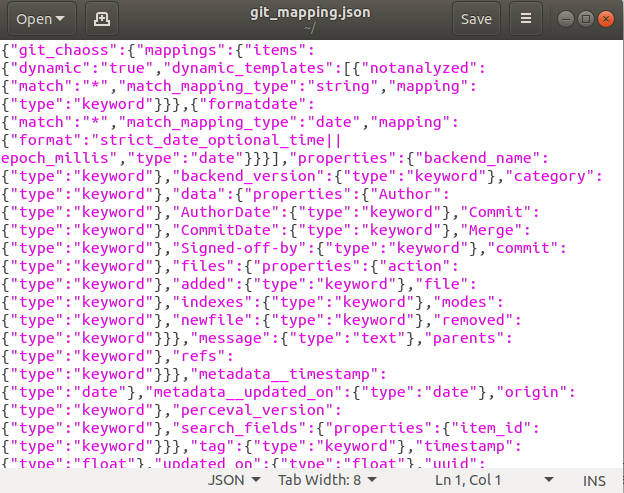 Open
git_mapping.json
~/
Save
{"git_chaoss":{"mappings":{"items":
{"dynamic":"true","dynamic_templates":[{"notanalyzed":
{"match":"*","match_mapping_type":"string","mapping":
{"type":"keyword"}}},{"formatdate":
{"match":"*","match_mapping_type":"date","mapping":
{"format":"strict_date_optional_time||
epoch_millis","type":"date"}}}],"properties":{"backend_name":
{"type":"keyword"},"backend_version":{"type":"keyword"},"category":
{"type":"keyword"},"data":{"properties":{"Author":
{"type":"keyword"},"AuthorDate":{"type":"keyword"},"Commit":
{"type":"keyword"},"CommitDate":{"type":"keyword"},"Merge":
{"type":"keyword"},"Signed-off-by":{"type":"keyword"},"commit":
{"type":"keyword"},"files":{"properties":{"action":
{"type":"keyword"},"added":{"type":"keyword"},"file":
{"type":"keyword"},"indexes":{"type":"keyword"},"modes":
{"type":"keyword"},"newfile":{"type":"keyword"},"removed":
{"type":"keyword"}}},"message":{"type":"text"},"parents":
{"type":"keyword"},"refs":
{"type":"keyword"}}},"metadata__timestamp":
{"type":"date"},"metadata__updated_on":{"type":"date"},"origin":
{"type":"keyword"},"perceval_version":
{"type":"keyword"},"search_fields":{"properties":{"item_id":
{"type":"keyword"}}},"tag":{"type":"keyword"},"timestamp":
{"type":"float"},"updated_on":{"type":"float"},"uuid":
JSON Tab Width: 8 Ln 1, Col 1 INS